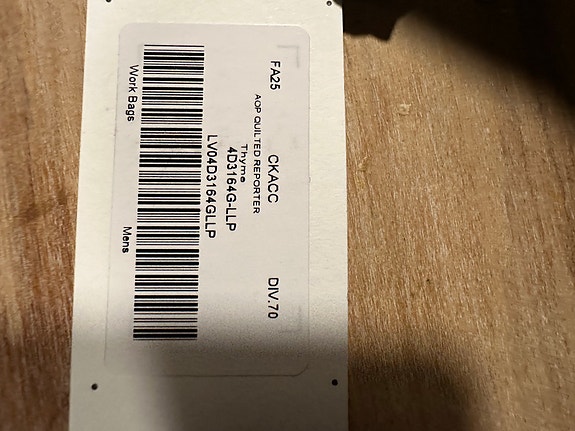 FA25 CKACC DIV.70
AOP QUILTED REPORTER
Thyme
4D3164G-LLP
LV04D3164GLLP
Work Bags Mens